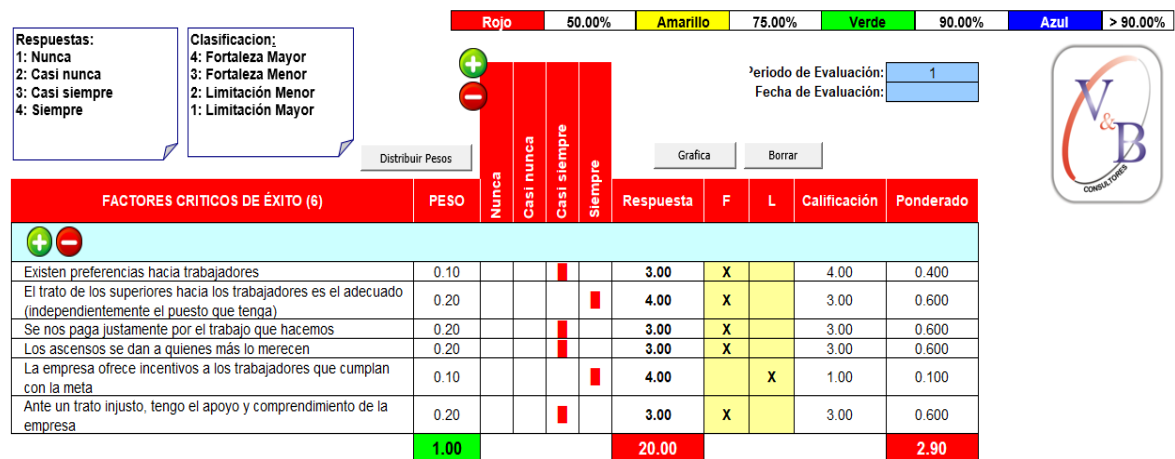 Rojo 50.00% Amarillo 75.00% Verde 90.00% Azul > 90.00%
Respuestas:
1: Nunca
2: Casi nunca
3: Casi siempre
4: Siempre
Clasificacion:
4: Fortaleza Mayor
3: Fortaleza Menor
2: Limitación Menor
1: Limitación Mayor
Periodo de Evaluación: 1
Fecha de Evaluación:
V&B
CONSULTORES
Distribuir Pesos
Grafica
Borrar
FACTORES CRITICOS DE ÉXITO (6) PESO Nunca Casi nunca Casi siempre Siempre Respuesta F L Calificación Ponderado
Existen preferencias hacia trabajadores 0.10 3.00 X 4.00 0.400
El trato de los superiores hacia los trabajadores es el adecuado
(independientemente el puesto que tenga) 0.20 4.00 X 3.00 0.600
Se nos paga justamente por el trabajo que hacemos 0.20 3.00 X 3.00 0.600
Los ascensos se dan a quienes más lo merecen 0.20 3.00 X 3.00 0.600
La empresa ofrece incentivos a los trabajadores que cumplan
con la meta 0.10 4.00 X 1.00 0.100
Ante un trato injusto, tengo el apoyo y comprendimiento de la
empresa 0.20 3.00 X 3.00 0.600
1.00 20.00 2.90